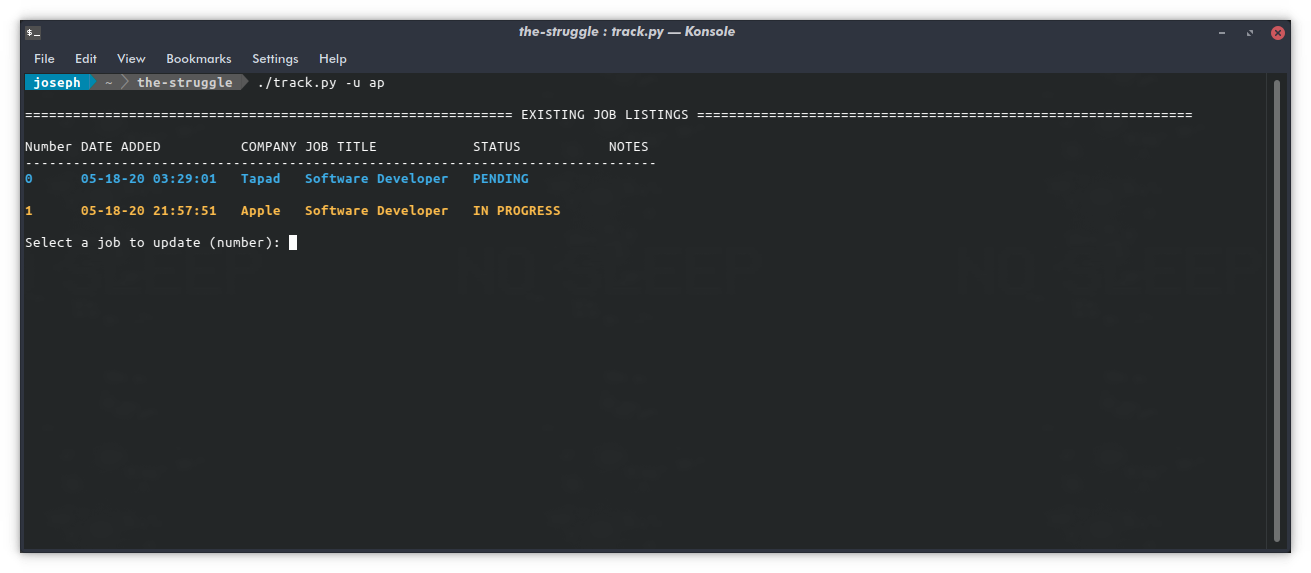 $_ the-struggle : track.py — Konsole
File Edit View Bookmarks Settings Help
joseph ~ the-struggle ./track.py -u ap
============================================================= EXISTING JOB LISTINGS ==============================================================
Number DATE ADDED COMPANY JOB TITLE STATUS NOTES
-------------------------------------------------------------------------------
0 05-18-20 03:29:01 Tapad Software Developer PENDING
1 05-18-20 21:57:51 Apple Software Developer IN PROGRESS
Select a job to update (number):